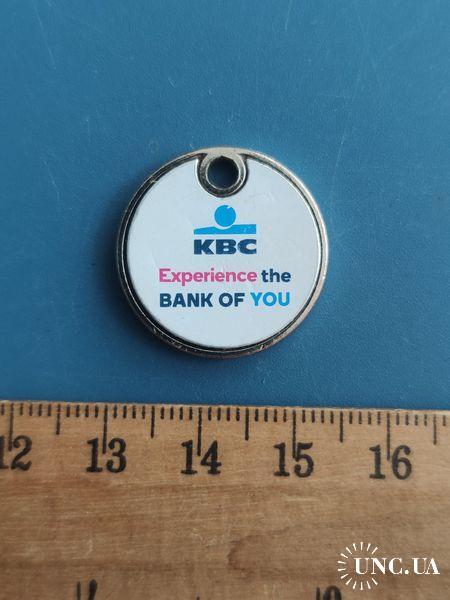 KBC
Experience the
BANK OF YOU
12 13 14 15 16
UNC.UA